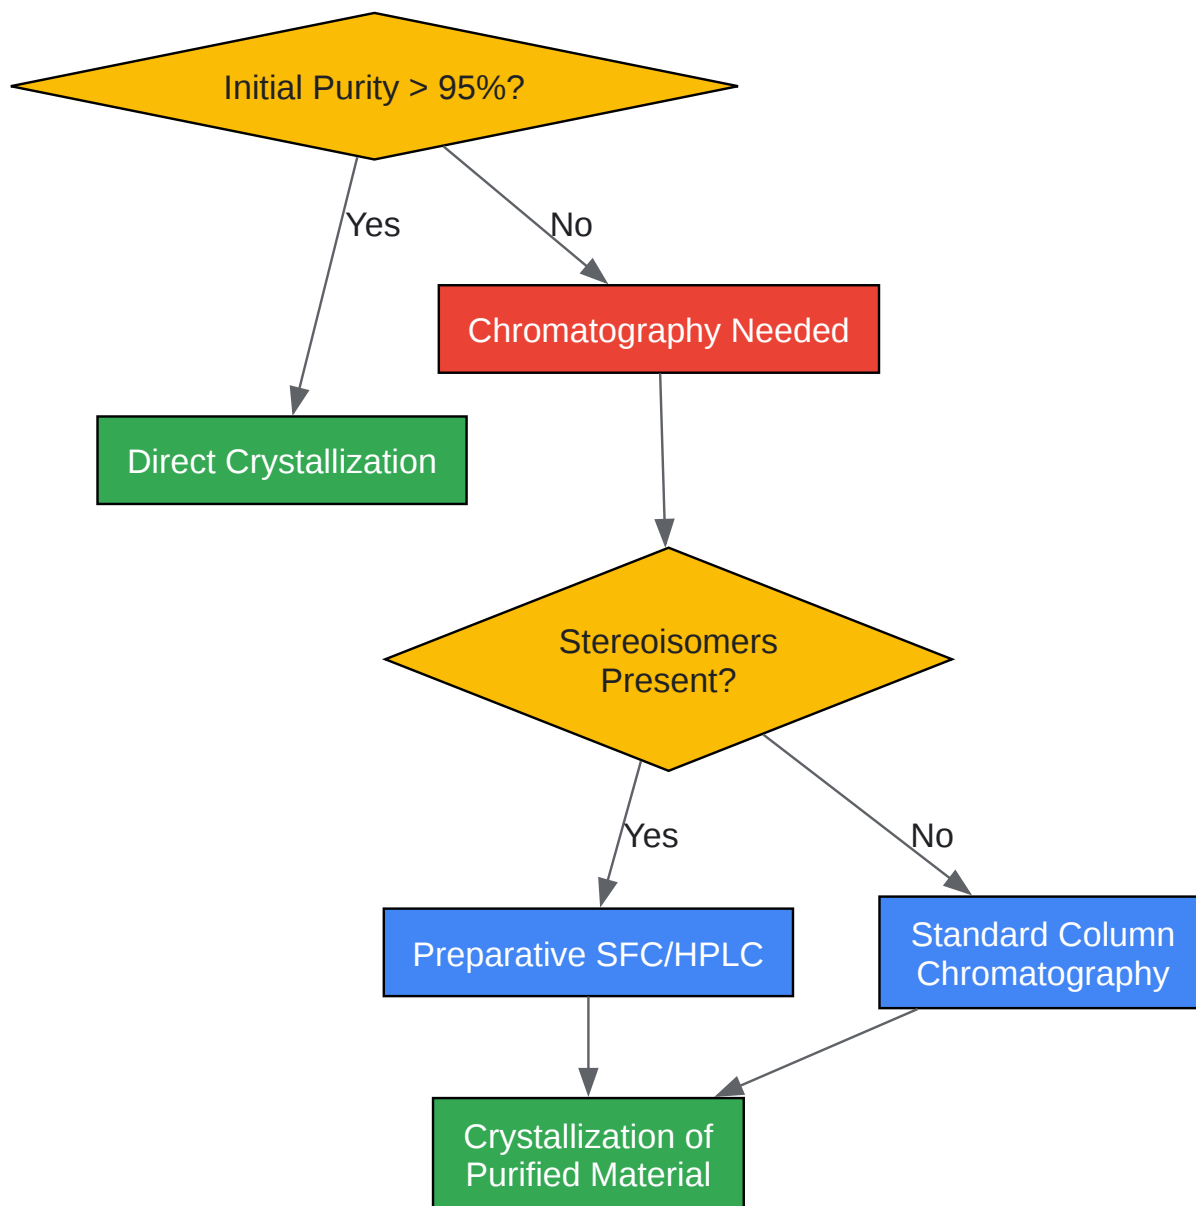 Initial Purity > 95%?
Yes
No
Chromatography Needed
Direct Crystallization
Stereoisomers
Present?
Yes
No
Preparative SFC/HPLC
Standard Column
Chromatography
Crystallization of
Purified Material